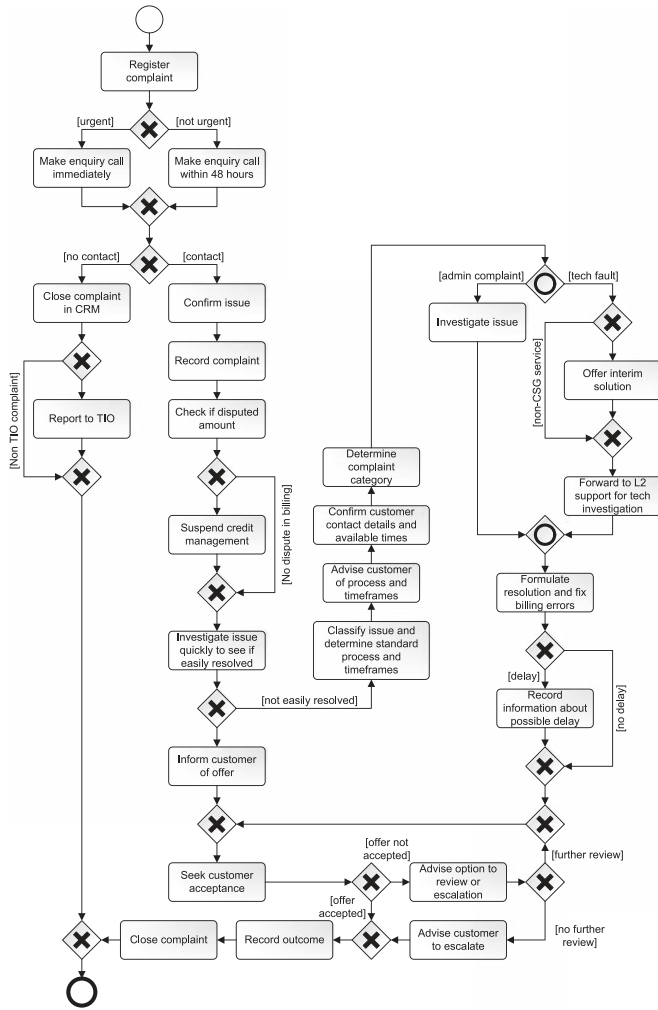 Register
complaint
[urgent]
[not urgent]
Make enquiry call
immediately
Make enquiry call
within 48 hours
[no contact]
[contact]
Close complaint
in CRM
Confirm issue
Record complaint
[Non TIO complaint]
Report to TIO
Check if disputed
amount
Suspend credit
management
[No dispute in billing]
Investigate issue
quickly to see if
easily resolved
[not easily resolved]
Inform customer
of offer
Classify issue and
determine standard
process and
timeframes
Advise customer
of process and
timeframes
Confirm customer
contact details and
available times
Determine
complaint
category
[admin complaint]
[tech fault]
Investigate issue
[non-CSG service]
Offer interim
solution
Forward to L2
support for tech
investigation
Formulate
resolution and fix
billing errors
[delay]
[no delay]
Record
information about
possible delay
Seek customer
acceptance
[offer not
accepted]
[offer
accepted]
Advise option to
review or
escalation
[further review]
[no further
review]
Advise customer
to escalate
Record outcome
Close complaint